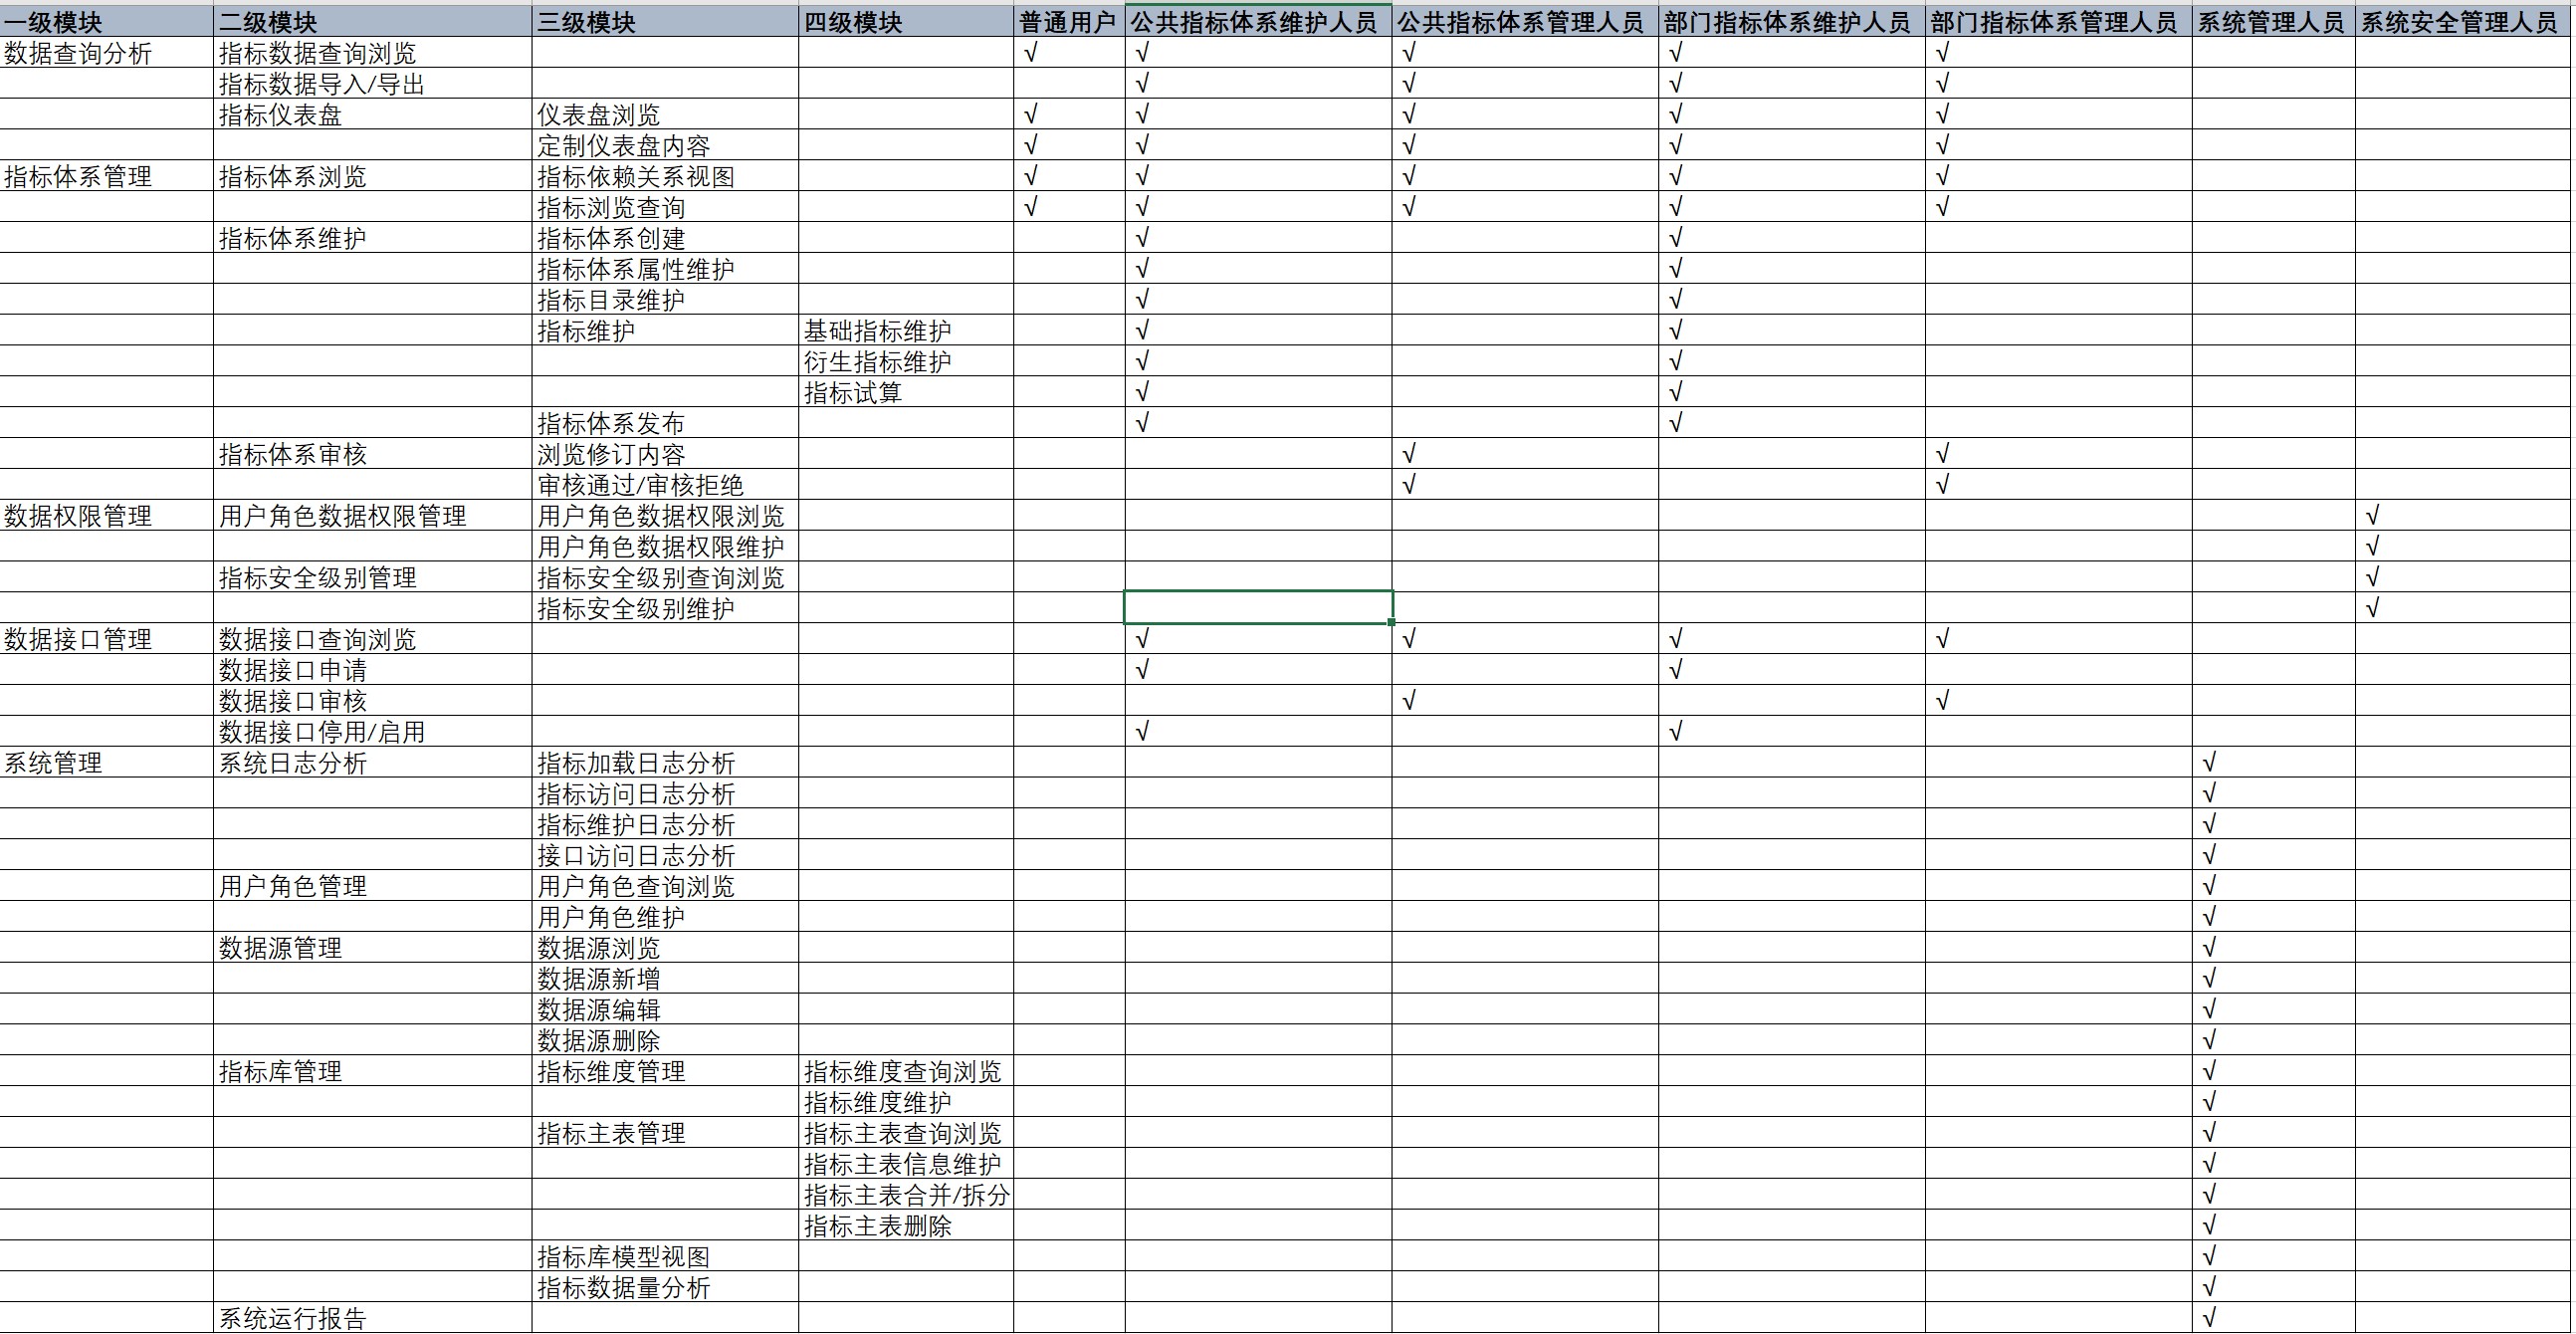 一级模块 二级模块 三级模块 四级模块 普通用户 公共指标体系维护人员 公共指标体系管理人员 部门指标体系维护人员 部门指标体系管理人员 系统管理人员 系统安全管理人员
数据查询分析 指标数据查询浏览 √ √ √ √ √
指标数据导入/导出 √ √ √ √
指标仪表盘 仪表盘浏览 √ √ √ √ √
定制仪表盘内容 √ √ √ √ √
指标体系管理 指标体系浏览 指标依赖关系视图 √ √ √ √ √
指标浏览查询 √ √ √ √ √
指标体系维护 指标体系创建 √ √
指标体系属性维护 √ √
指标目录维护 √ √
指标维护 基础指标维护 √ √
衍生指标维护 √ √
指标试算 √ √
指标体系发布 √ √
指标体系审核 浏览修订内容 √ √
审核通过/审核拒绝 √ √
数据权限管理 用户角色数据权限管理 用户角色数据权限浏览 √
用户角色数据权限维护 √
指标安全级别管理 指标安全级别查询浏览 √
指标安全级别维护 √
数据接口管理 数据接口查询浏览 √ √ √ √
数据接口申请 √ √
数据接口审核 √ √
数据接口停用/启用 √ √
系统管理 系统日志分析 指标加载日志分析 √
指标访问日志分析 √
指标维护日志分析 √
接口访问日志分析 √
用户角色管理 用户角色查询浏览 √
用户角色维护 √
数据源管理 数据源浏览 √
数据源新增 √
数据源编辑 √
数据源删除 √
指标库管理 指标维度管理 指标维度查询浏览 √
指标维度维护 √
指标主表管理 指标主表查询浏览 √
指标主表信息维护 √
指标主表合并/拆分 √
指标主表删除 √
指标库模型视图 √
指标数据量分析 √
系统运行报告 √